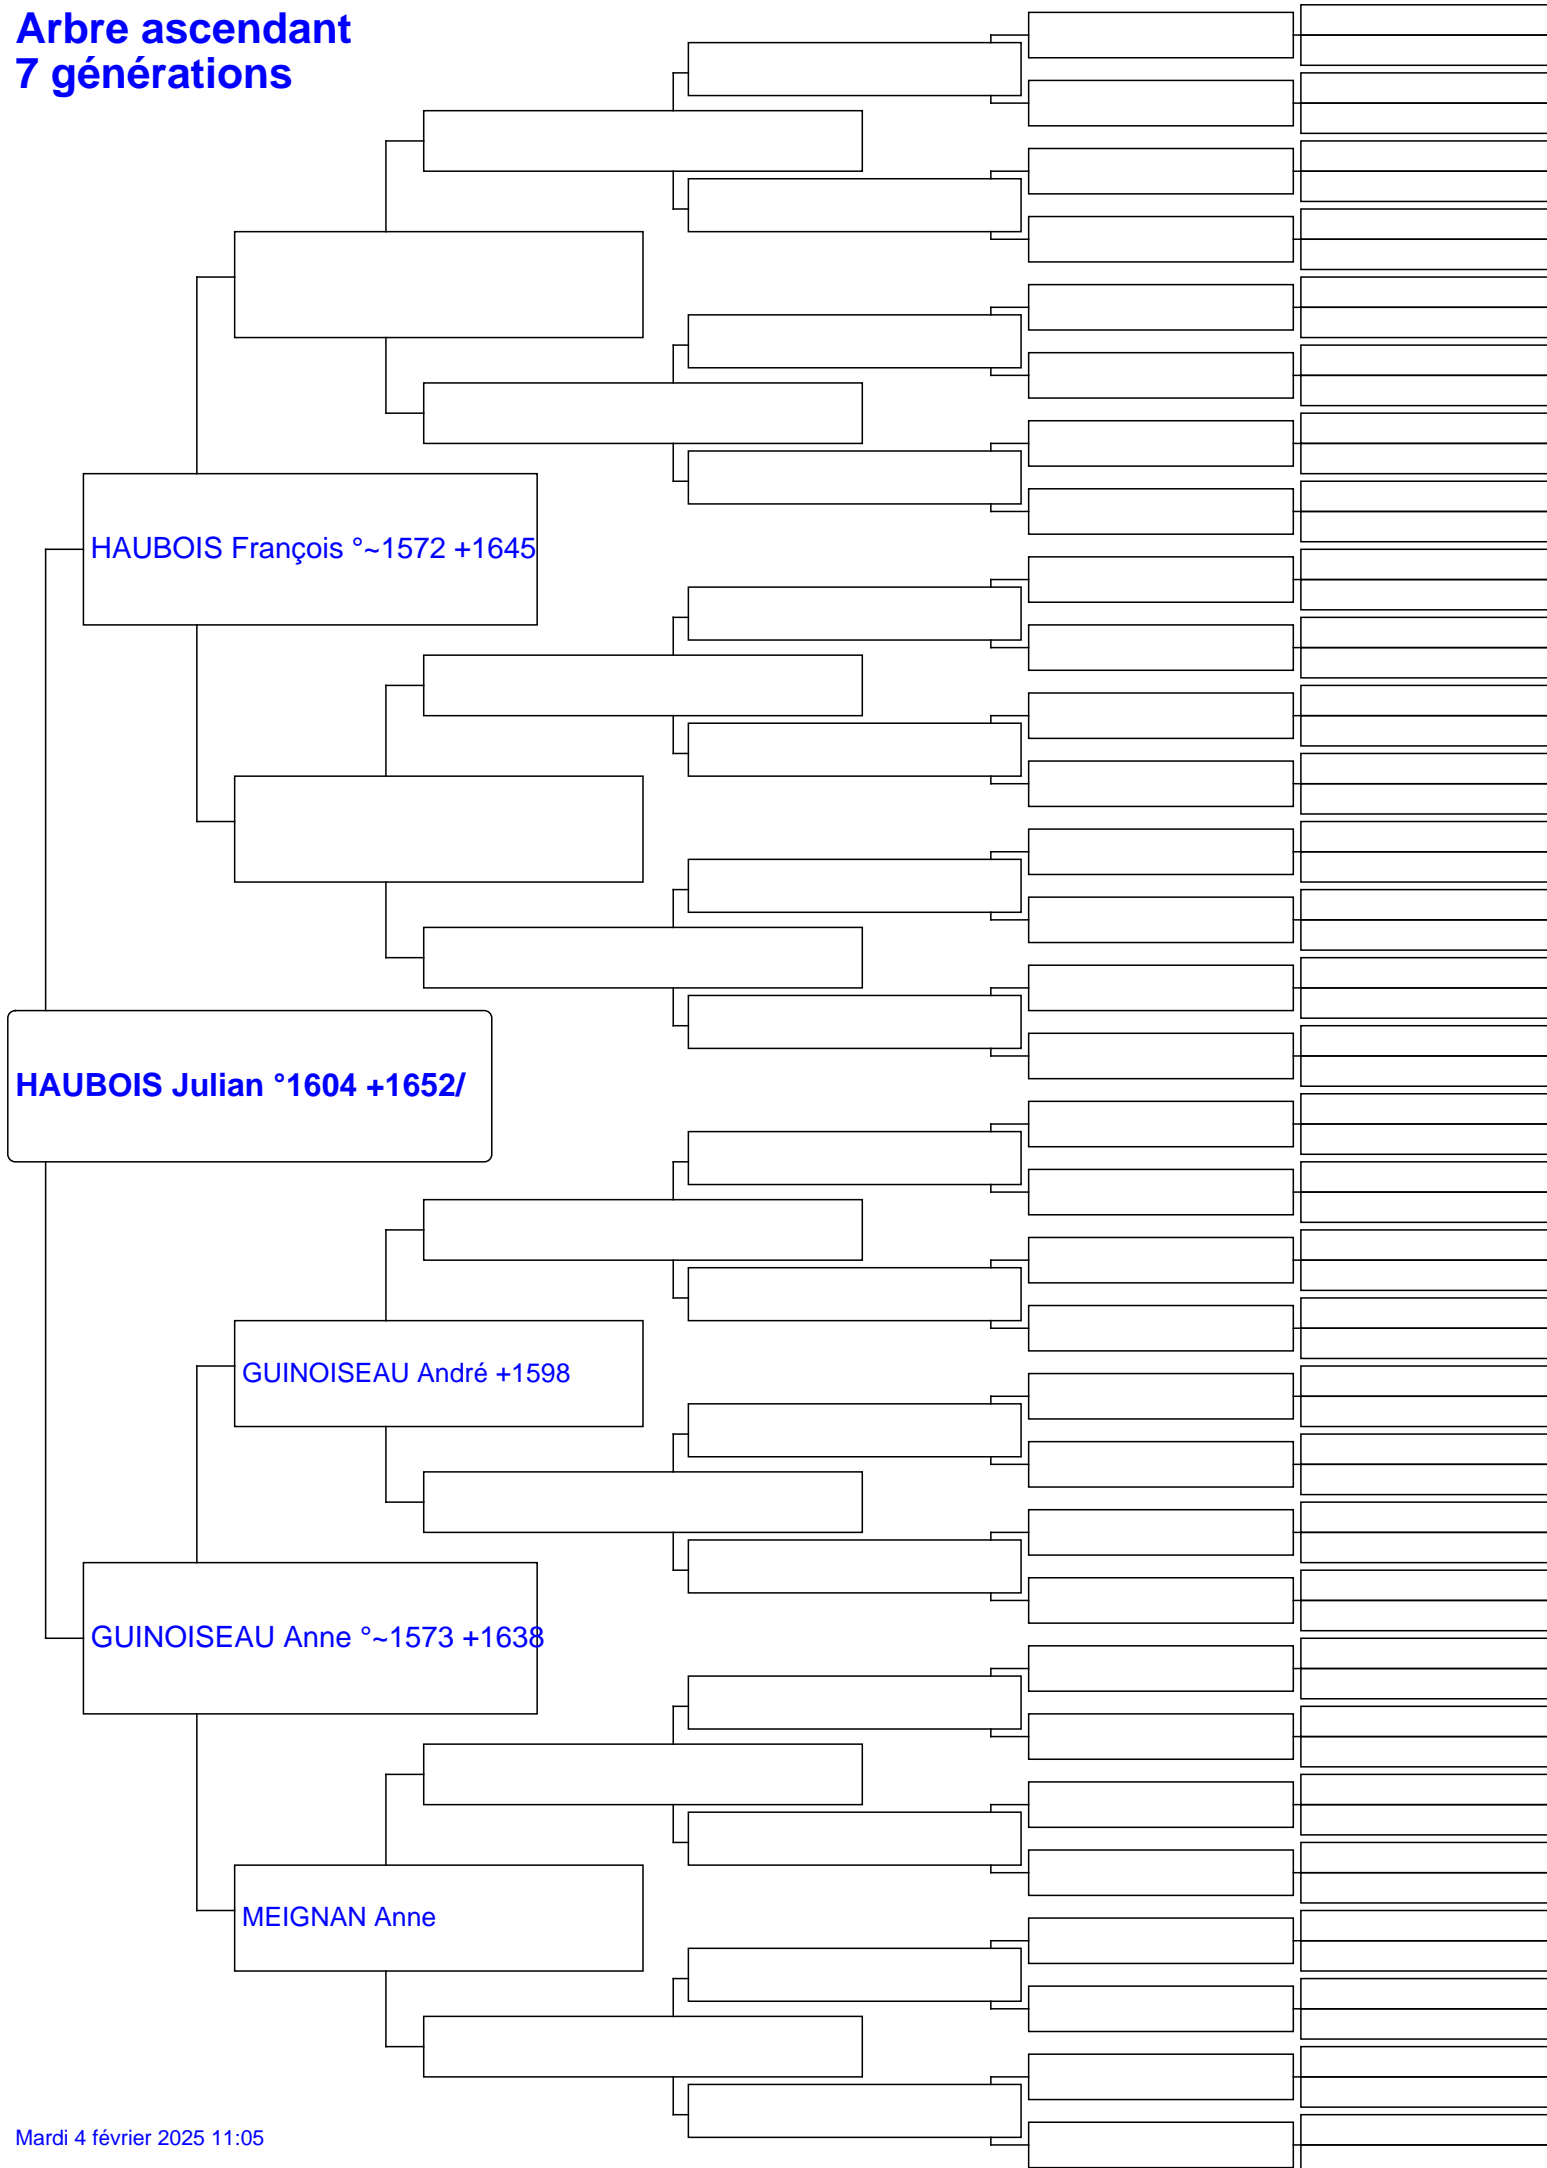 Arbre ascendant
7 générations
HAUBOIS François °~1572 +1645
HAUBOIS Julian °1604 +1652/
GUINOISEAU André +1598
GUINOISEAU Anne °~1573 +1638
MEIGNAN Anne
Mardi 4 février 2025 11:05